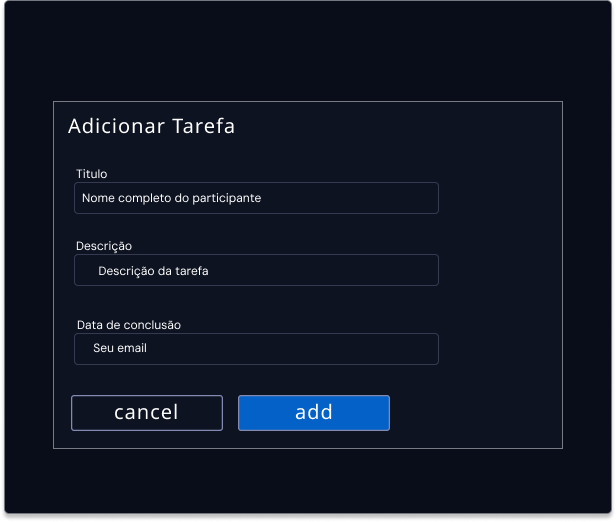 Adicionar Tarefa
Titulo
Nome completo do participante
Descrição
Descrição da tarefa
Data de conclusão
Seu email
cancel add